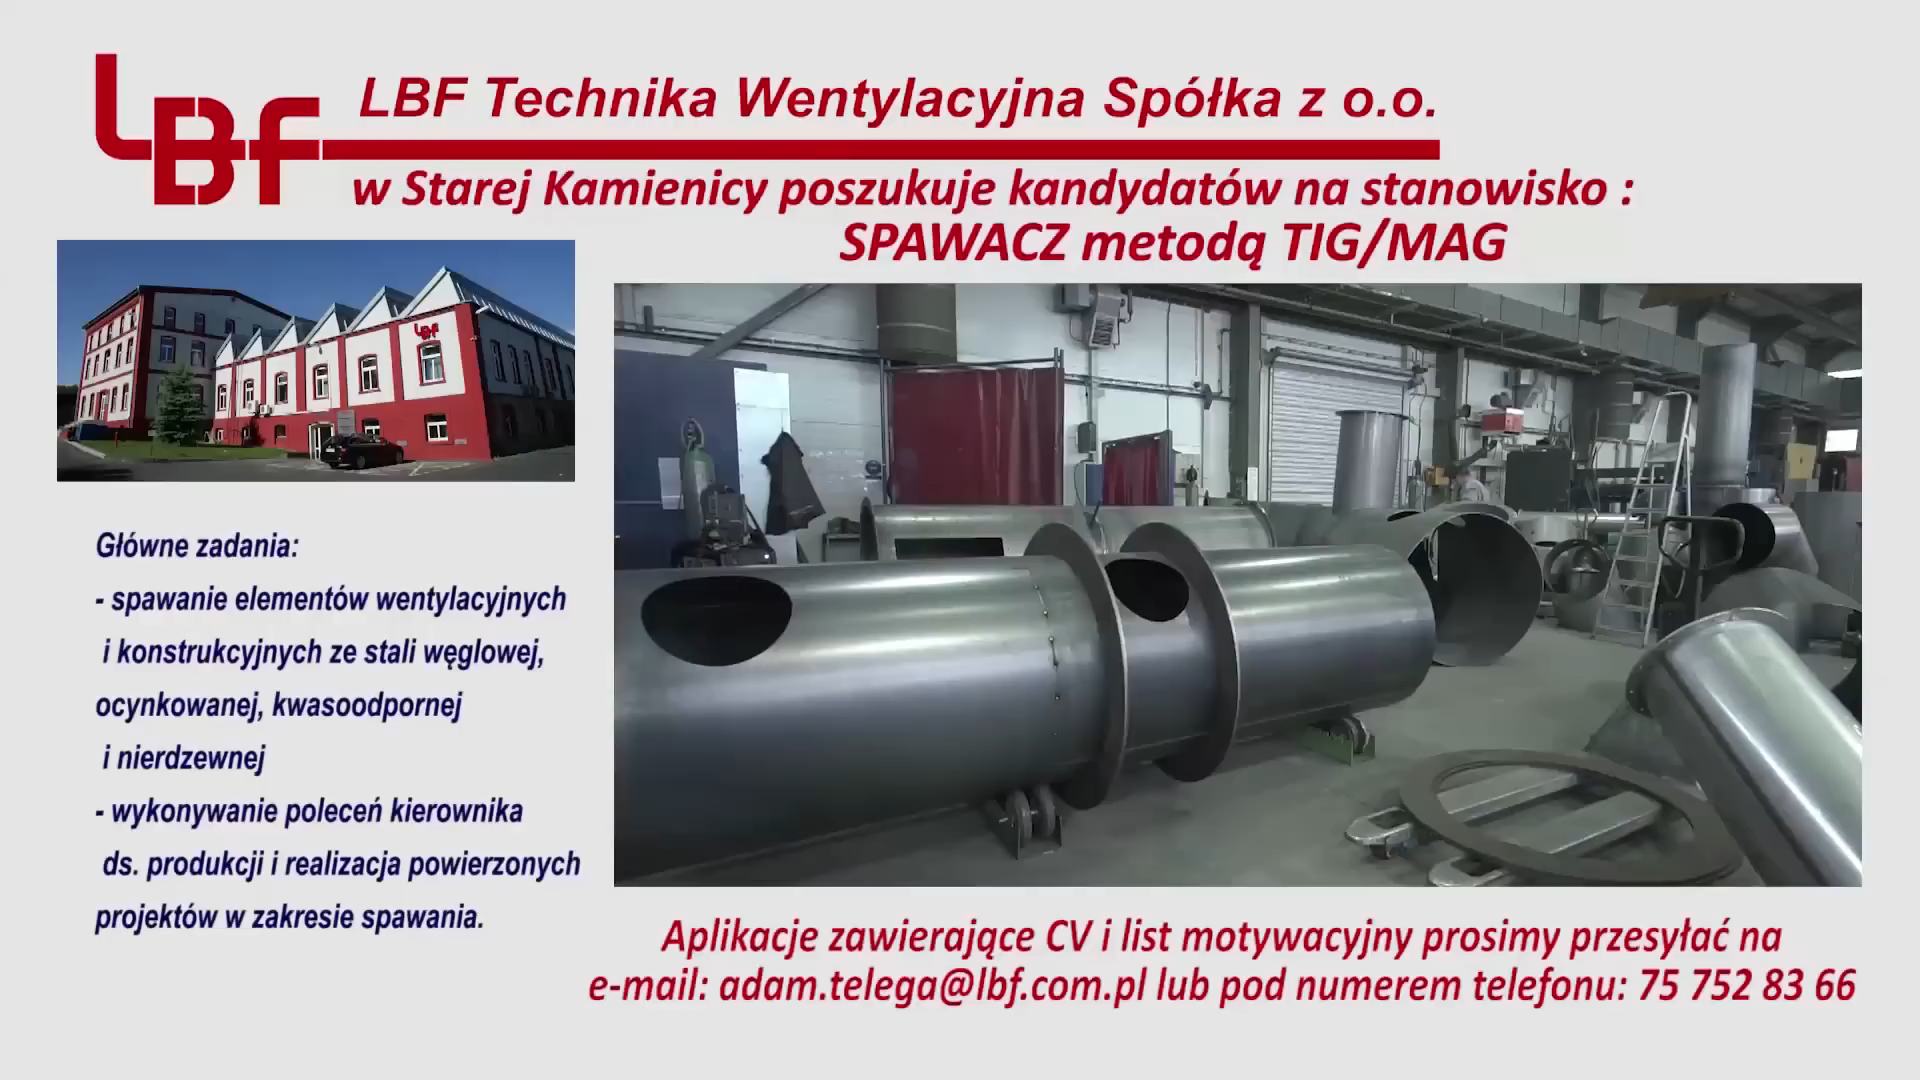 LBF
LBF Technika Wentylacyjna Spółka z o.o.
w Starej Kamienicy poszukuje kandydatów na stanowisko :
SPAWACZ metodą TIG/MAG
LBF
Główne zadania:
- spawanie elementów wentylacyjnych
i konstrukcyjnych ze stali węglowej,
ocynkowanej, kwasoodpornej
i nierdzewnej
- wykonywanie poleceń kierownika
ds. produkcji i realizacja powierzonych
projektów w zakresie spawania.
Aplikacje zawierające CV i list motywacyjny prosimy przesyłać na
e-mail: adam.telega@lbf.com.pl lub pod numerem telefonu: 75 752 83 66